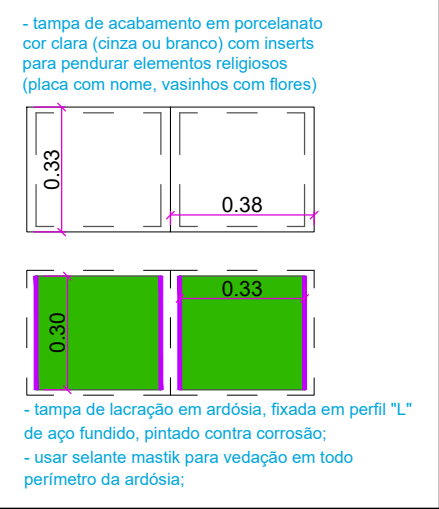 - tampa de acabamento em porcelanato
cor clara (cinza ou branco) com inserts
para pendurar elementos religiosos
(placa com nome, vasinhos com flores)
0.33
0.38
0.33
0.30
- tampa de lacração em ardósia, fixada em perfil "L"
de aço fundido, pintado contra corrosão;
- usar selante mastik para vedação em todo
perímetro da ardósia;